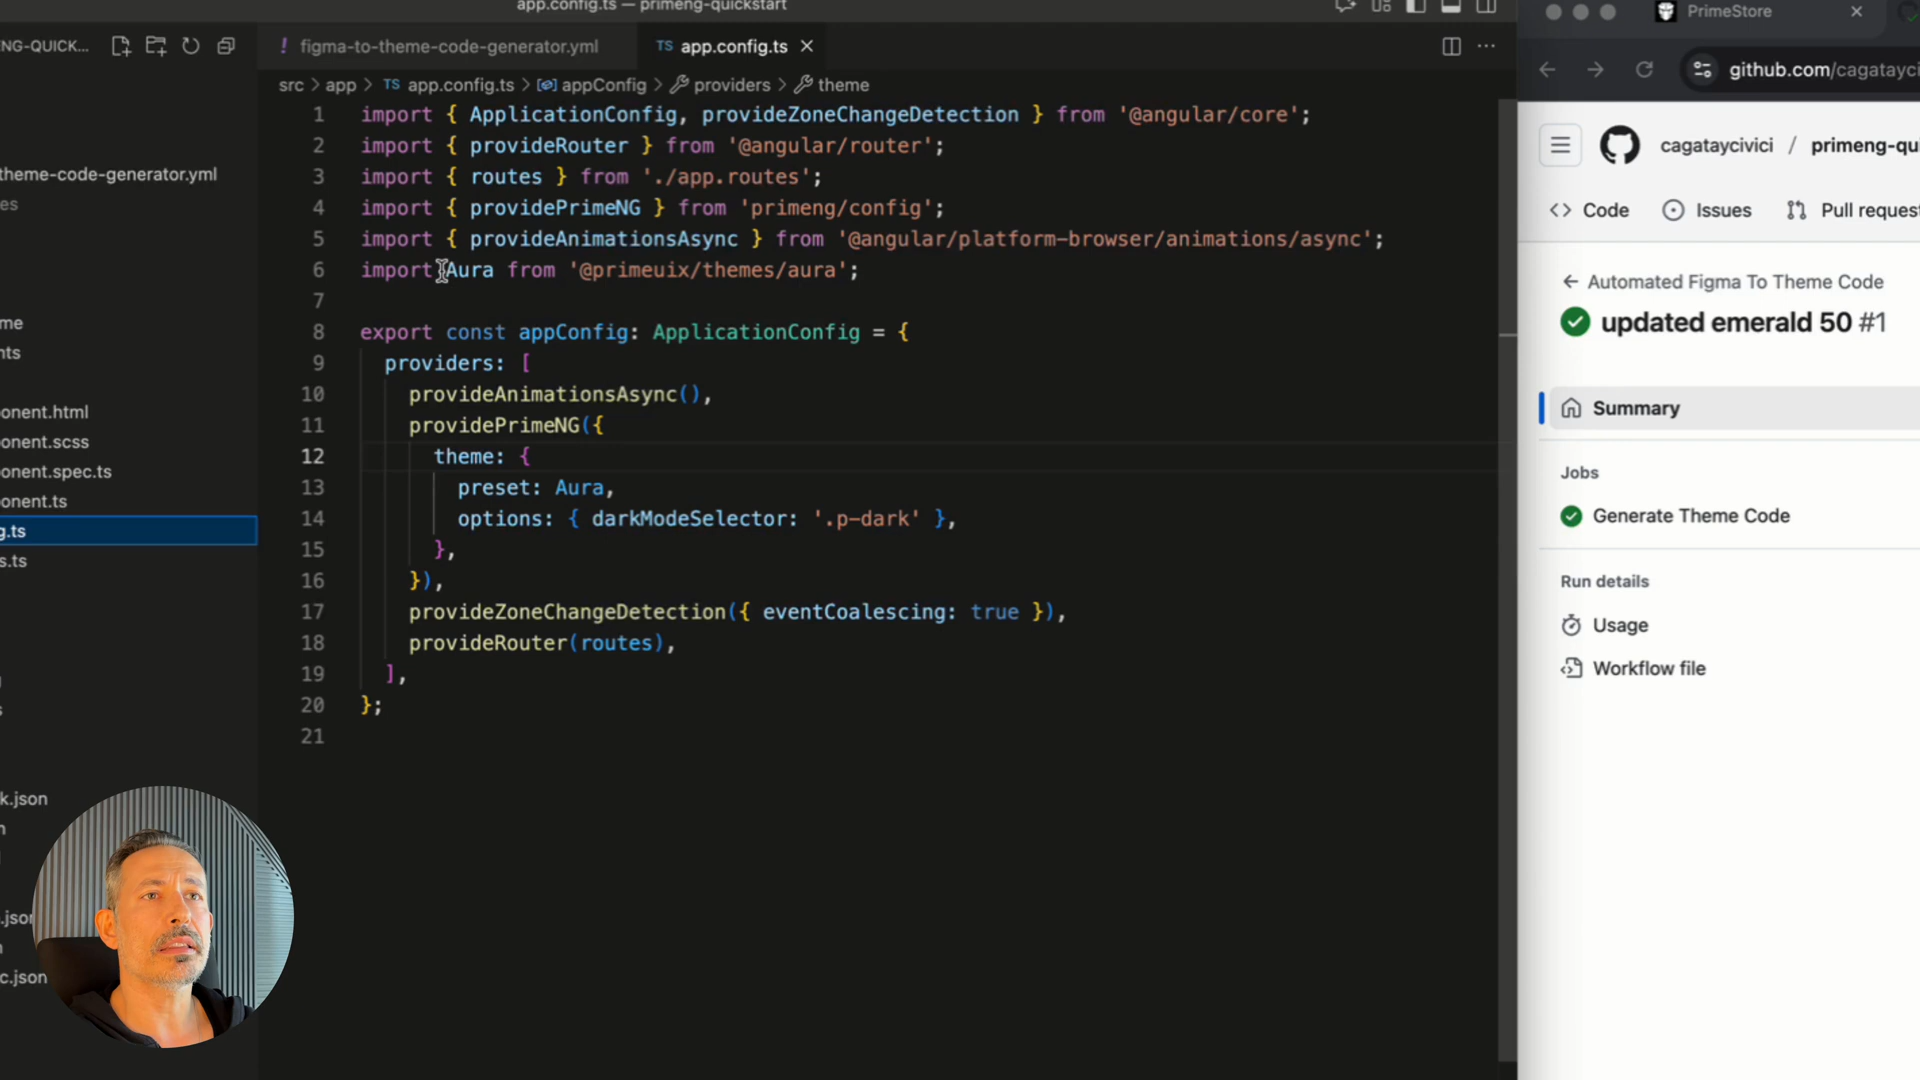 app.config.ts — primeng-quickstart
NG-QUICK...
figma-to-theme-code-generator.yml
TS app.config.ts
src > app > TS app.config.ts > appConfig > providers > theme
theme-code-generator.yml
es
me
nts
onent.html
onent.scss
onent.spec.ts
onent.ts
g.ts
s.ts
s
k.json
n
.json
n
c.json
1 import { ApplicationConfig, provideZoneChangeDetection } from '@angular/core';
2 import { provideRouter } from '@angular/router';
3 import { routes } from './app.routes';
4 import { providePrimeNG } from 'primeng/config';
5 import { provideAnimationsAsync } from '@angular/platform-browser/animations/async';
6 import Aura from '@primeuix/themes/aura';
7
8 export const appConfig: ApplicationConfig = {
9 providers: [
10 provideAnimationsAsync(),
11 providePrimeNG({
12 theme: {
13 preset: Aura,
14 options: { darkModeSelector: '.p-dark' },
15 },
16 }),
17 provideZoneChangeDetection({ eventCoalescing: true }),
18 provideRouter(routes),
19 ],
20 };
21
PrimeStore
github.com/cagatayci
cagataycivici / primeng-qu
Code
Issues
Pull reques
Automated Figma To Theme Code
updated emerald 50 #1
Summary
Jobs
Generate Theme Code
Run details
Usage
Workflow file